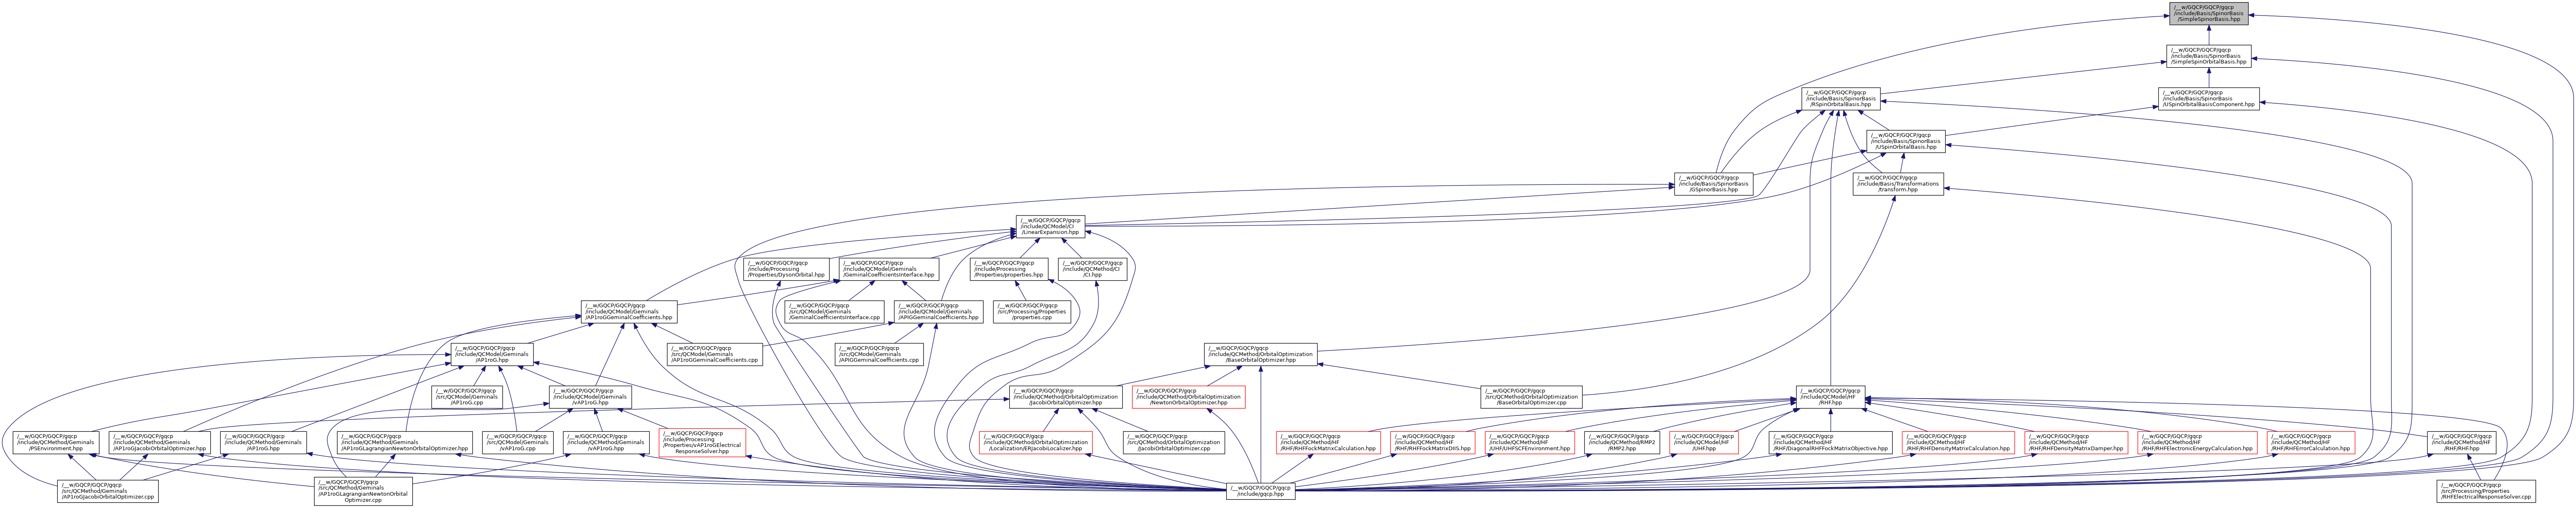 /__w/GQCP/GQCP/gqcp
/include/Basis/SpinorBasis
/SimpleSpinorBasis.hpp
/__w/GQCP/GQCP/gqcp
/include/Basis/SpinorBasis
/SimpleSpinOrbitalBasis.hpp
/__w/GQCP/GQCP/gqcp
/include/Basis/SpinorBasis
/RSpinOrbitalBasis.hpp
/__w/GQCP/GQCP/gqcp
/include/Basis/SpinorBasis
/USpinOrbitalBasisComponent.hpp
/__w/GQCP/GQCP/gqcp
/include/Basis/SpinorBasis
/USpinOrbitalBasis.hpp
/__w/GQCP/GQCP/gqcp
/include/Basis/SpinorBasis
/GSpinorBasis.hpp
/__w/GQCP/GQCP/gqcp
/include/Basis/Transformations
/transform.hpp
/__w/GQCP/GQCP/gqcp
/include/QCModel/CI
/LinearExpansion.hpp
/__w/GQCP/GQCP/gqcp
/include/Processing
/Properties/DysonOrbital.hpp
/__w/GQCP/GQCP/gqcp
/include/QCModel/Geminals
/GeminalCoefficientsInterface.hpp
/__w/GQCP/GQCP/gqcp
/include/Processing
/Properties/properties.hpp
/__w/GQCP/GQCP/gqcp
/include/QCMethod/CI
/CI.hpp
/__w/GQCP/GQCP/gqcp
/include/QCModel/Geminals
/AP1roGGeminalCoefficients.hpp
/__w/GQCP/GQCP/gqcp
/src/QCModel/Geminals
/GeminalCoefficientsInterface.cpp
/__w/GQCP/GQCP/gqcp
/include/QCModel/Geminals
/APIGGeminalCoefficients.hpp
/__w/GQCP/GQCP/gqcp
/src/Processing/Properties
/properties.cpp
/__w/GQCP/GQCP/gqcp
/include/QCModel/Geminals
/AP1roG.hpp
/__w/GQCP/GQCP/gqcp
/src/QCModel/Geminals
/AP1roGGeminalCoefficients.cpp
/__w/GQCP/GQCP/gqcp
/src/QCModel/Geminals
/APIGGeminalCoefficients.cpp
/__w/GQCP/GQCP/gqcp
/include/QCMethod/OrbitalOptimization
/BaseOrbitalOptimizer.hpp
/__w/GQCP/GQCP/gqcp
/src/QCModel/Geminals
/AP1roG.cpp
/__w/GQCP/GQCP/gqcp
/include/QCModel/Geminals
/vAP1roG.hpp
/__w/GQCP/GQCP/gqcp
/include/QCMethod/OrbitalOptimization
/JacobiOrbitalOptimizer.hpp
/__w/GQCP/GQCP/gqcp
/include/QCMethod/OrbitalOptimization
/NewtonOrbitalOptimizer.hpp
/__w/GQCP/GQCP/gqcp
/src/QCMethod/OrbitalOptimization
/BaseOrbitalOptimizer.cpp
/__w/GQCP/GQCP/gqcp
/include/QCModel/HF
/RHF.hpp
/__w/GQCP/GQCP/gqcp
/include/QCMethod/Geminals
/PSEnvironment.hpp
/__w/GQCP/GQCP/gqcp
/include/QCMethod/Geminals
/AP1roGJacobiOrbitalOptimizer.hpp
/__w/GQCP/GQCP/gqcp
/include/QCMethod/Geminals
/AP1roG.hpp
/__w/GQCP/GQCP/gqcp
/include/QCMethod/Geminals
/AP1roGLagrangianNewtonOrbitalOptimizer.hpp
/__w/GQCP/GQCP/gqcp
/src/QCModel/Geminals
/vAP1roG.cpp
/__w/GQCP/GQCP/gqcp
/include/QCMethod/Geminals
/vAP1roG.hpp
/__w/GQCP/GQCP/gqcp
/include/Processing
/Properties/vAP1roGElectrical
ResponseSolver.hpp
/__w/GQCP/GQCP/gqcp
/include/QCMethod/OrbitalOptimization
/Localization/ERJacobiLocalizer.hpp
/__w/GQCP/GQCP/gqcp
/src/QCMethod/OrbitalOptimization
/JacobiOrbitalOptimizer.cpp
/__w/GQCP/GQCP/gqcp
/include/QCMethod/HF
/RHF/RHFFockMatrixCalculation.hpp
/__w/GQCP/GQCP/gqcp
/include/QCMethod/HF
/RHF/RHFFockMatrixDIIS.hpp
/__w/GQCP/GQCP/gqcp
/include/QCMethod/HF
/UHF/UHFSCFEnvironment.hpp
/__w/GQCP/GQCP/gqcp
/include/QCMethod/RMP2
/RMP2.hpp
/__w/GQCP/GQCP/gqcp
/include/QCModel/HF
/UHF.hpp
/__w/GQCP/GQCP/gqcp
/include/QCMethod/HF
/RHF/DiagonalRHFFockMatrixObjective.hpp
/__w/GQCP/GQCP/gqcp
/include/QCMethod/HF
/RHF/RHFDensityMatrixCalculation.hpp
/__w/GQCP/GQCP/gqcp
/include/QCMethod/HF
/RHF/RHFDensityMatrixDamper.hpp
/__w/GQCP/GQCP/gqcp
/include/QCMethod/HF
/RHF/RHFElectronicEnergyCalculation.hpp
/__w/GQCP/GQCP/gqcp
/include/QCMethod/HF
/RHF/RHFErrorCalculation.hpp
/__w/GQCP/GQCP/gqcp
/include/QCMethod/HF
/RHF/RHF.hpp
/__w/GQCP/GQCP/gqcp
/src/QCMethod/Geminals
/AP1roGJacobiOrbitalOptimizer.cpp
/__w/GQCP/GQCP/gqcp
/src/QCMethod/Geminals
/AP1roGLagrangianNewtonOrbital
Optimizer.cpp
/__w/GQCP/GQCP/gqcp
/include/gqcp.hpp
/__w/GQCP/GQCP/gqcp
/src/Processing/Properties
/RHFElectricalResponseSolver.cpp